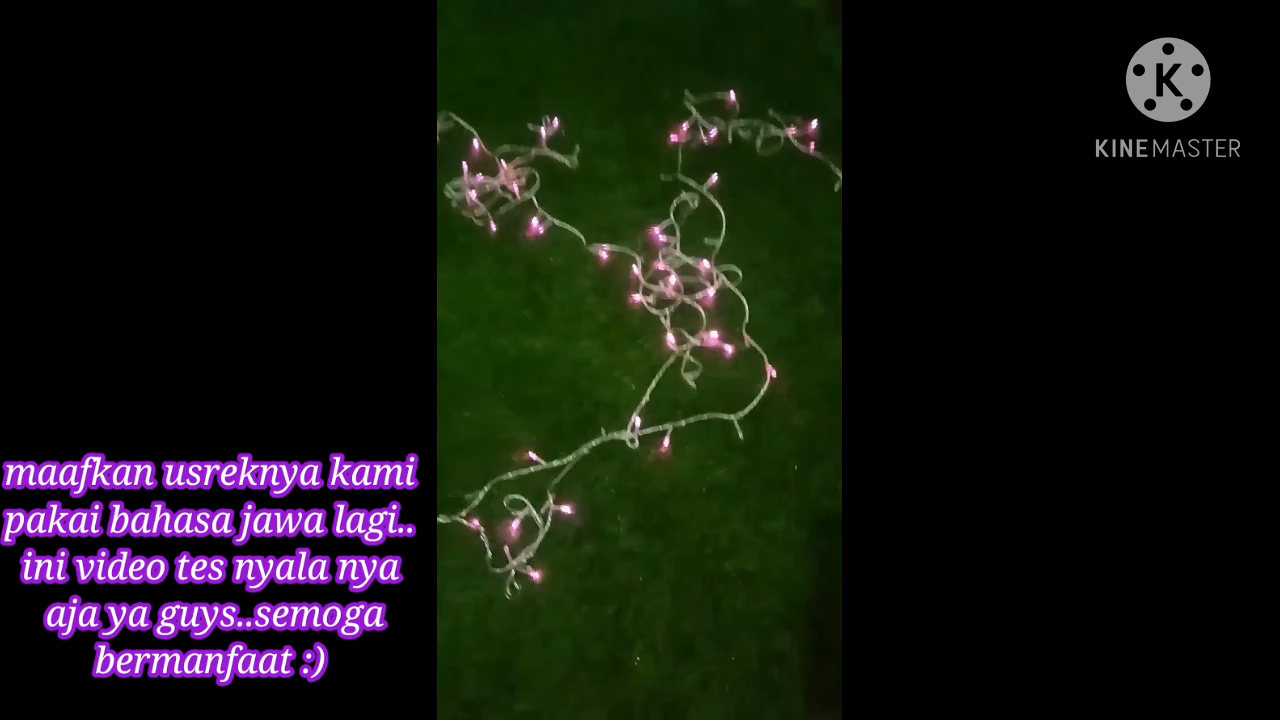 KINEMASTER
maafkan usreknya kami
pakai bahasa jawa lagi..
ini video tes nyala nya
aja ya guys..semoga
bermanfaat :)